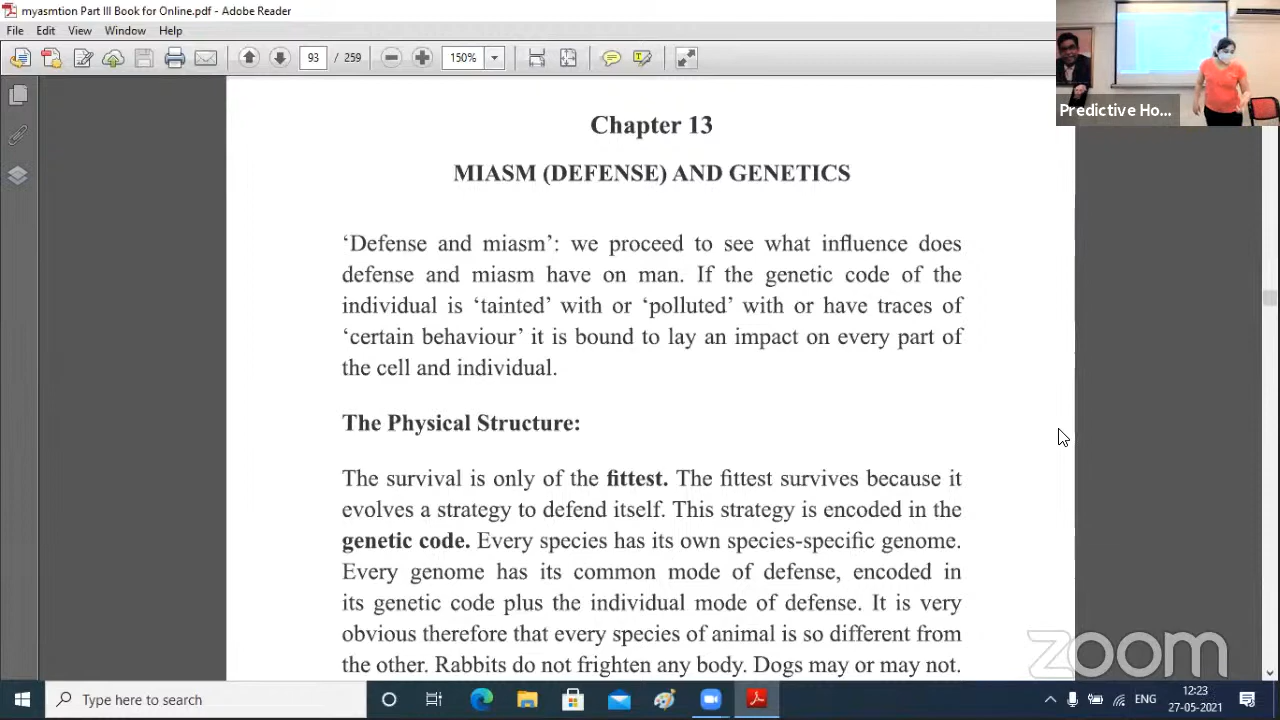 myasmtion Part III Book for Online.pdf - Adobe Reader
File Edit View Window Help
93 / 259 150%
Predictive Ho...
Chapter 13
MIASM (DEFENSE) AND GENETICS
‘Defense and miasm’: we proceed to see what influence does
defense and miasm have on man. If the genetic code of the
individual is ‘tainted’ with or ‘polluted’ with or have traces of
‘certain behaviour’ it is bound to lay an impact on every part of
the cell and individual.
The Physical Structure:
The survival is only of the fittest. The fittest survives because it
evolves a strategy to defend itself. This strategy is encoded in the
genetic code. Every species has its own species-specific genome.
Every genome has its common mode of defense, encoded in
its genetic code plus the individual mode of defense. It is very
obvious therefore that every species of animal is so different from
the other. Rabbits do not frighten any body. Dogs may or may not.
zoom
Type here to search
ENG
12:23
27-05-2021